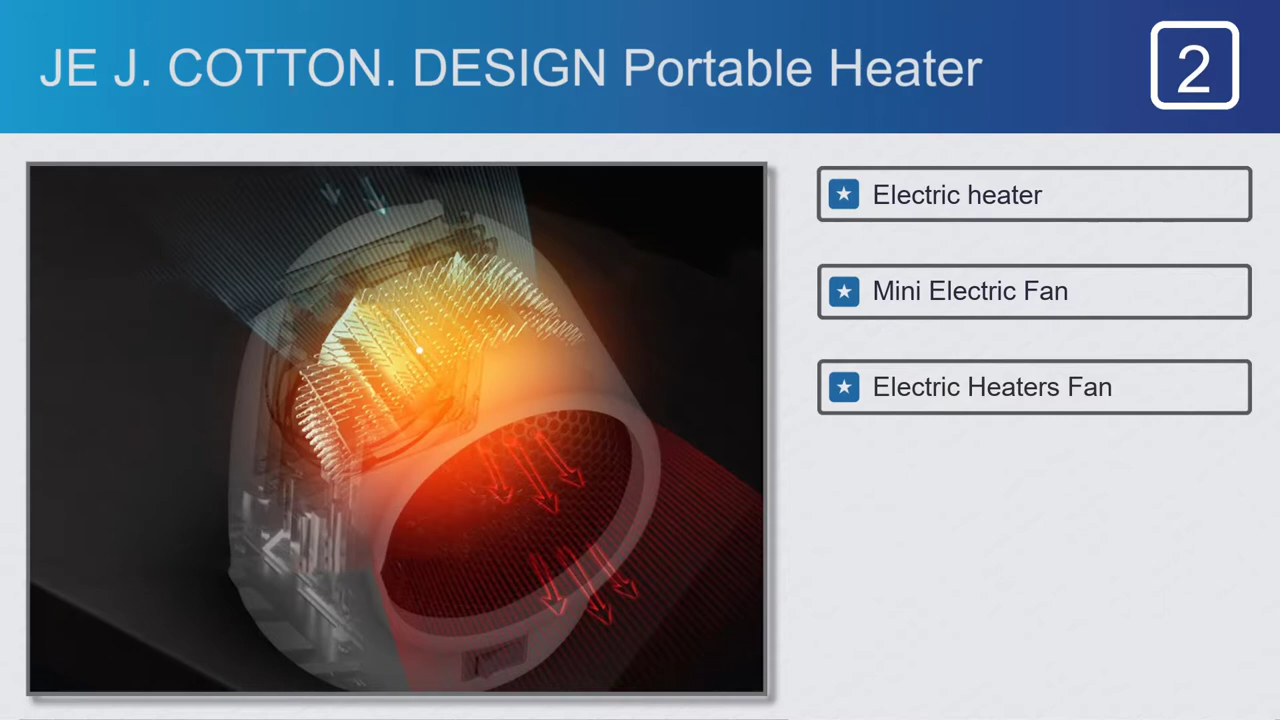 JE J. COTTON. DESIGN Portable Heater
2
Electric heater
Mini Electric Fan
Electric Heaters Fan